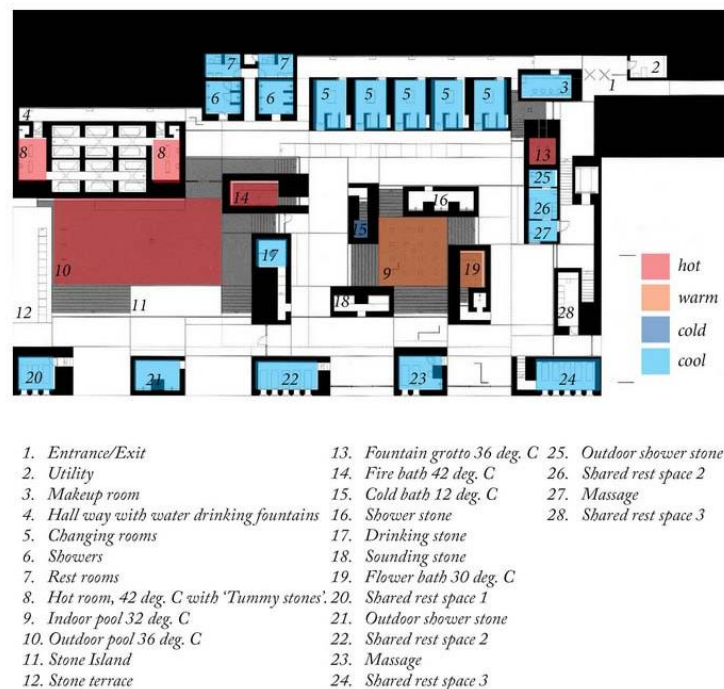 7 7
6 6 5 5 5 5 5 3 1 2
4
8 8 13
25
14 16 26
15
17 27
10 9 19
12 11 18 28
20 21 22 23 24
hot
warm
cold
cool
1. Entrance/Exit
2. Utility
3. Makeup room
4. Hall way with water drinking fountains
5. Changing rooms
6. Showers
7. Rest rooms
8. Hot room, 42 deg. C with 'Tummy stones'.
9. Indoor pool 32 deg. C
10. Outdoor pool 36 deg. C
11. Stone Island
12. Stone terrace
13. Fountain grotto 36 deg. C
14. Fire bath 42 deg. C
15. Cold bath 12 deg. C
16. Shower stone
17. Drinking stone
18. Sounding stone
19. Flower bath 30 deg. C
20. Shared rest space 1
21. Outdoor shower stone
22. Shared rest space 2
23. Massage
24. Shared rest space 3
25. Outdoor shower stone
26. Shared rest space 2
27. Massage
28. Shared rest space 3